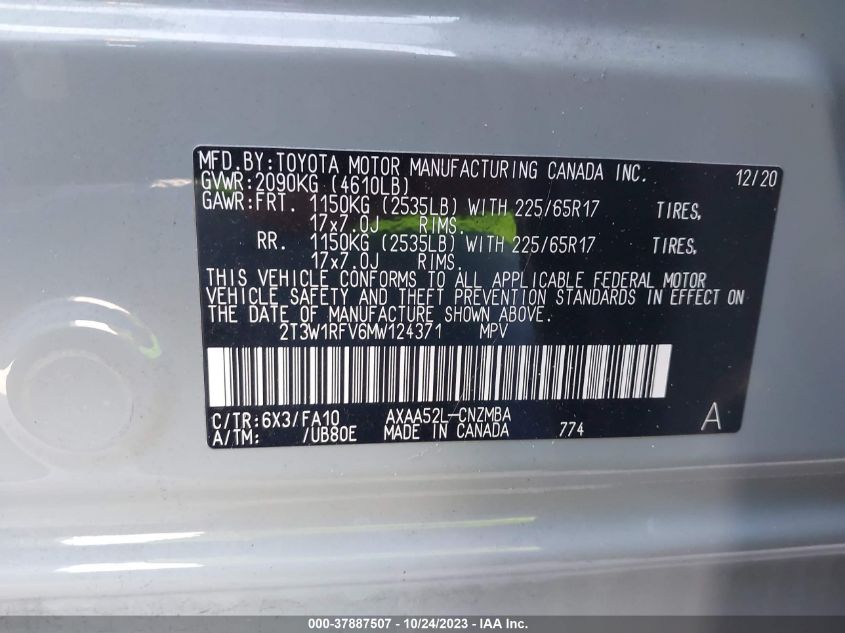 MFD.BY:TOYOTA MOTOR MANUFACTURING CANADA INC. 12/20
GVWR:2090KG (4610LB)
GAWR:FRT. 1150KG (2535LB) WITH 225/65R17 TIRES,
17x7.0J RIMS.
RR. 1150KG (2535LB) WITH 225/65R17 TIRES,
17x7.0J RIMS.
THIS VEHICLE CONFORMS TO ALL APPLICABLE FEDERAL MOTOR
VEHICLE SAFETY AND THEFT PREVENTION STANDARDS IN EFFECT ON
THE DATE OF MANUFACTURE SHOWN ABOVE.
2T3W1RFV6MW124371 MPV
C/TR:6X3/FA10 AXAA52L-CNZMBA A
A/TM: /UB80E MADE IN CANADA 774
000-37887507 - 10/24/2023 - IAA Inc.